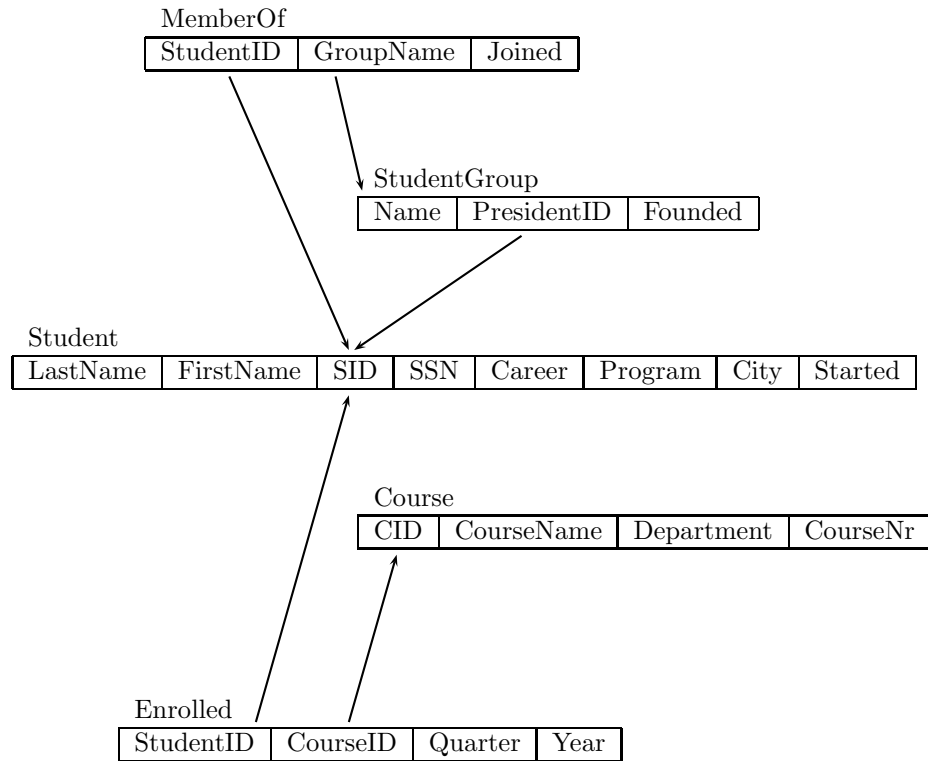 MemberOf
StudentID GroupName Joined
StudentGroup
Name PresidentID Founded
Student
LastName FirstName SID SSN Career Program City Started
Course
CID CourseName Department CourseNr
Enrolled
StudentID CourseID Quarter Year